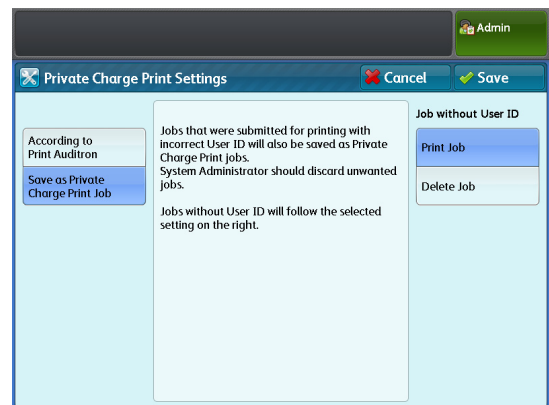 Admin
Private Charge Print Settings
Cancel
Save
According to
Print Auditron
Save as Private
Charge Print Job
Jobs that were submitted for printing with
incorrect User ID will also be saved as Private
Charge Print jobs.
System Administrator should discard unwanted
jobs.
Jobs without User ID will follow the selected
setting on the right.
Job without User ID
Print Job
Delete Job